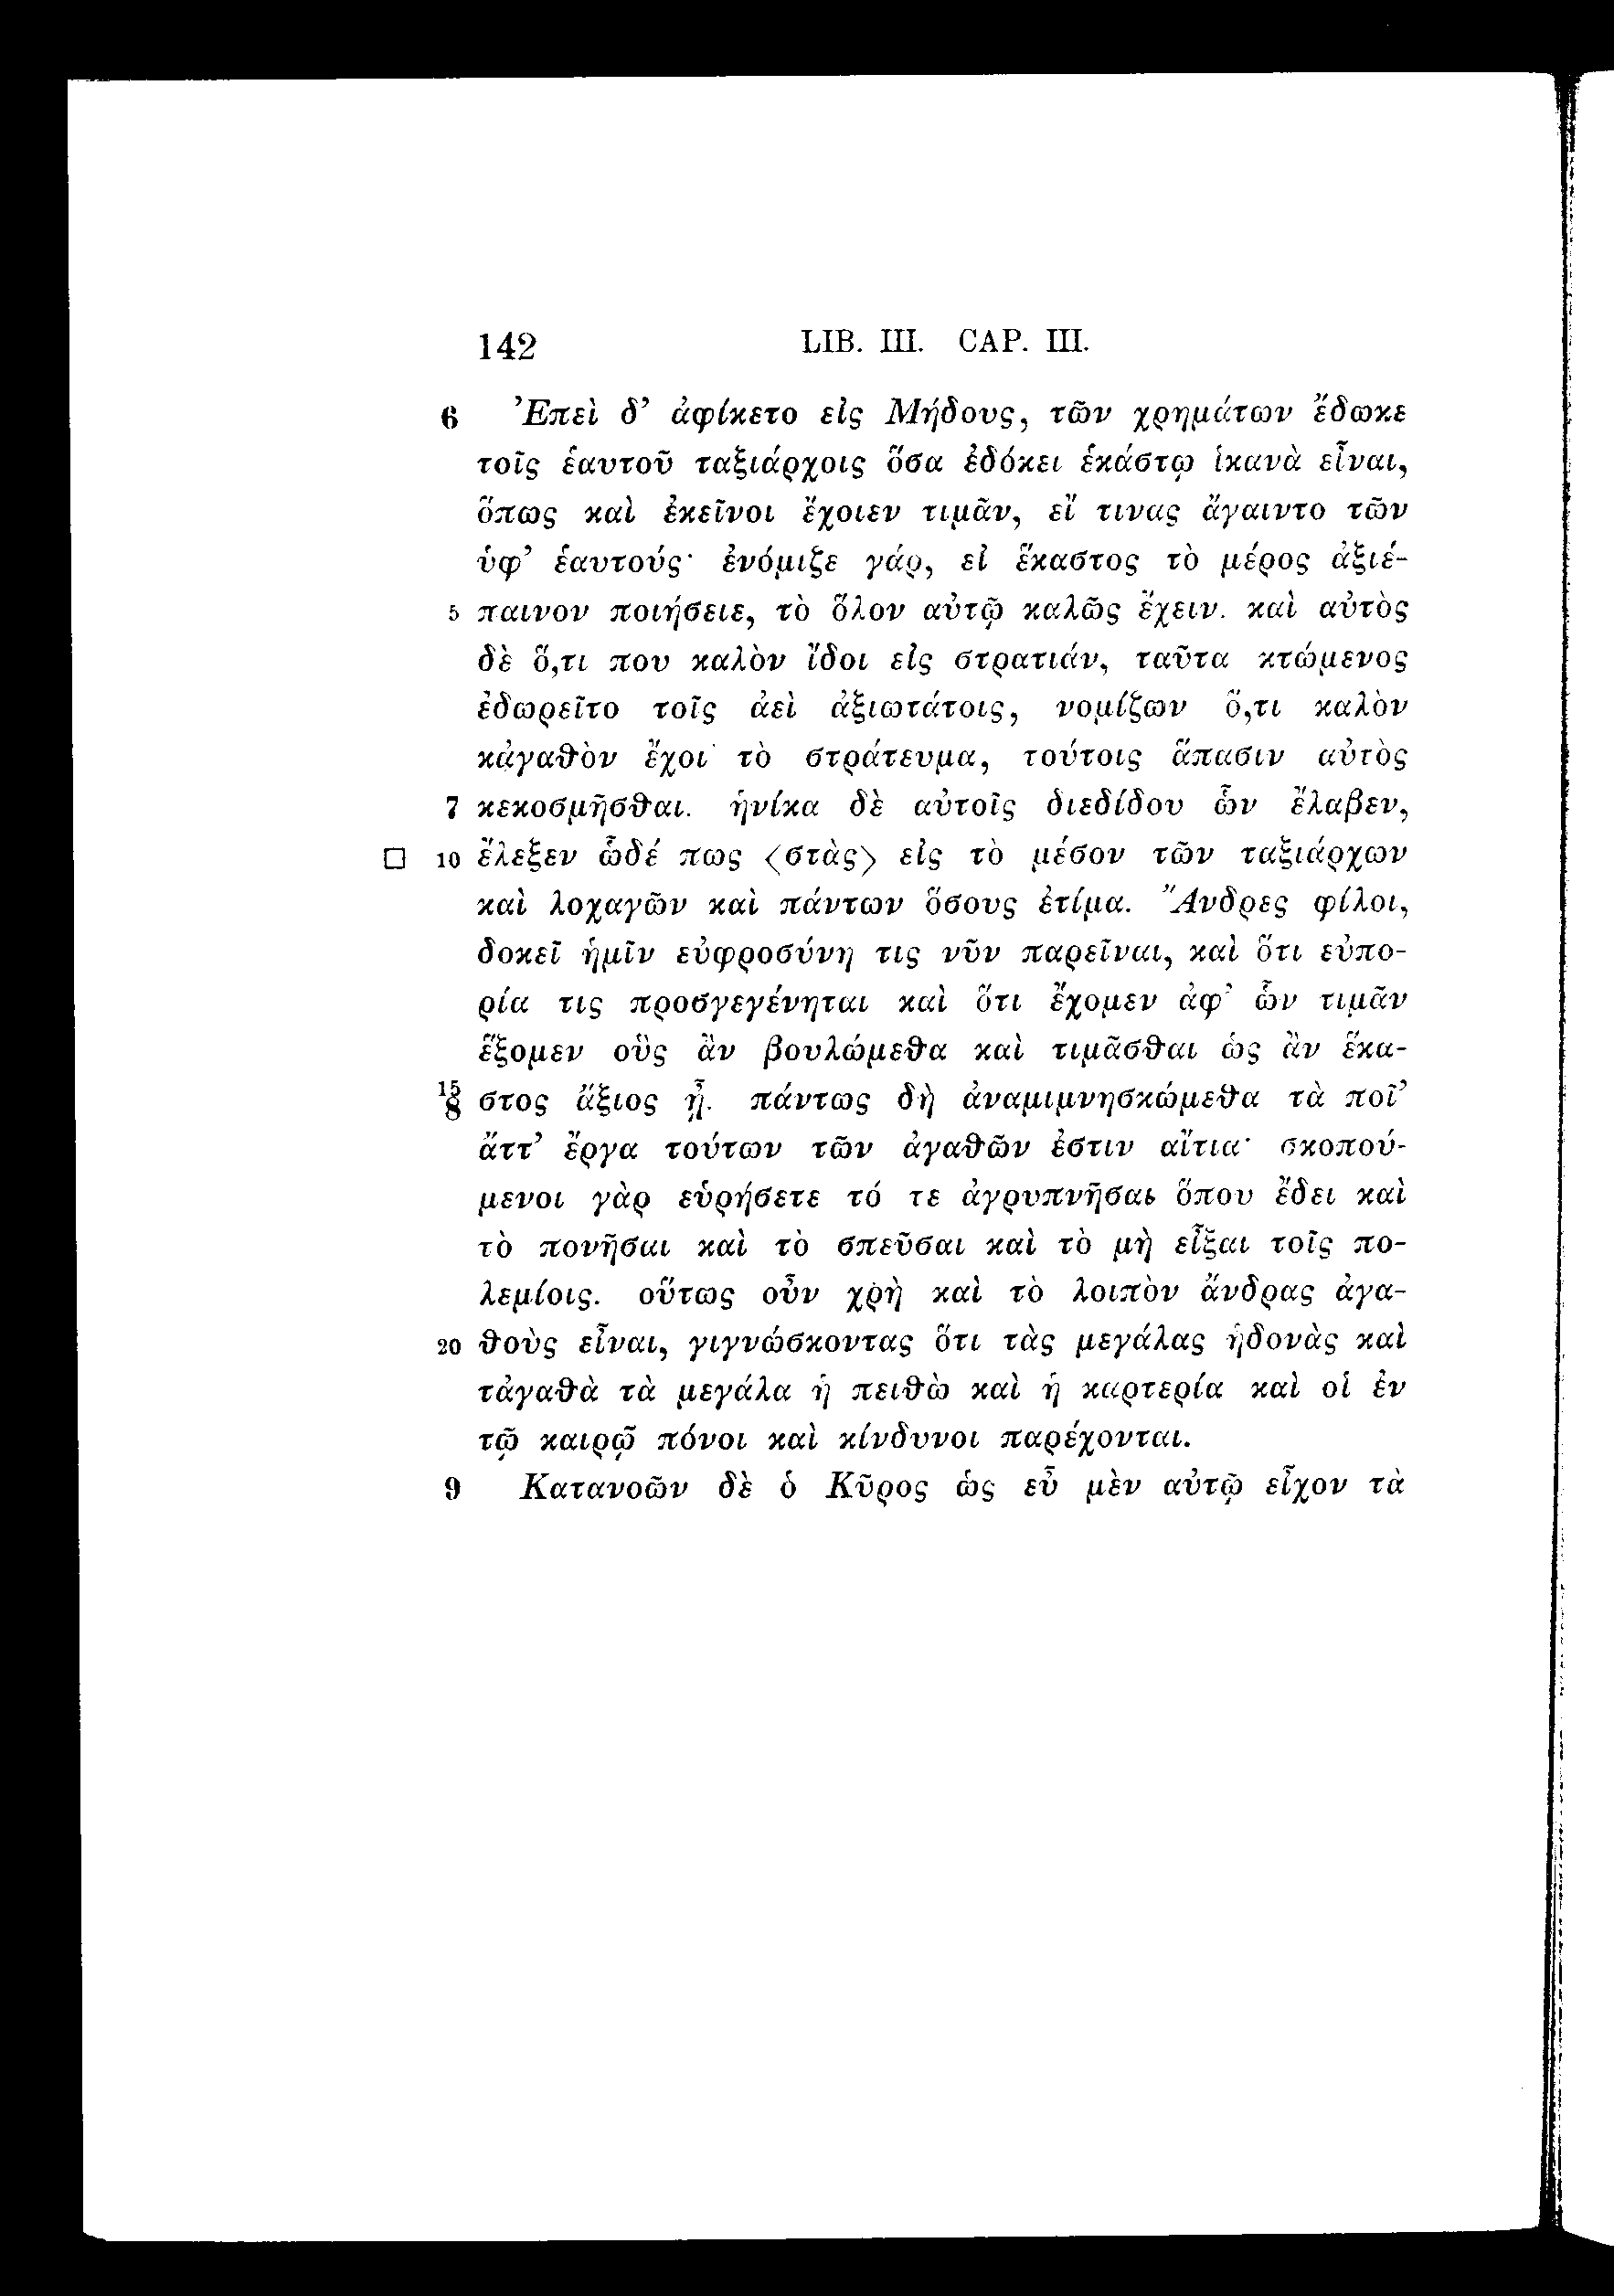 142 LIB. III. CAP. III.
6 Ἐπεὶ δ’ ἀφίκετο εἰς Μήδους, τῶν χρημάτων ἔδωκε
τοῖς ἑαυτοῦ ταξιάρχοις ὅσα ἐδόκει ἑκάστῳ ἱκανὰ εἶναι,
ὅπως καὶ ἐκεῖνοι ἔχοιεν τιμᾶν, εἴ τινας ἄγαιντο τῶν
ὑφ’ ἑαυτούς· ἐνόμιζε γάρ, εἰ ἕκαστος τὸ μέρος ἀξιέ-
5 παινον ποιήσειε, τὸ ὅλον αὐτῷ καλῶς ἔχειν. καὶ αὐτὸς
δὲ ὅ,τι που καλὸν ἴδοι εἰς στρατιάν, ταῦτα κτώμενος
ἐδωρεῖτο τοῖς ἀεὶ ἀξιωτάτοις, νομίζων ὅ,τι καλὸν
κἀγαθὸν ἔχοι τὸ στράτευμα, τούτοις ἅπασιν αὐτὸς
7 κεκοσμῆσθαι. ἡνίκα δὲ αὐτοῖς διεδίδου ὧν ἔλαβεν,
□ 10 ἔλεξεν ὧδέ πως ⟨στὰς⟩ εἰς τὸ μέσον τῶν ταξιάρχων
καὶ λοχαγῶν καὶ πάντων ὅσους ἐτίμα. Ἄνδρες φίλοι,
δοκεῖ ἡμῖν εὐφροσύνη τις νῦν παρεῖναι, καὶ ὅτι εὐπο-
ρία τις προσγεγένηται καὶ ὅτι ἔχομεν ἀφ’ ὧν τιμᾶν
ἕξομεν οὓς ἂν βουλώμεθα καὶ τιμᾶσθαι ὡς ἂν ἕκα-
15 8 στος ἄξιος ᾖ. πάντως δὴ ἀναμιμνησκώμεθα τὰ ποῖ’
ἄττ’ ἔργα τούτων τῶν ἀγαθῶν ἐστιν αἴτια· σκοπού-
μενοι γὰρ εὑρήσετε τό τε ἀγρυπνῆσαι ὅπου ἔδει καὶ
τὸ πονῆσαι καὶ τὸ σπεῦσαι καὶ τὸ μὴ εἶξαι τοῖς πο-
λεμίοις. οὕτως οὖν χρὴ καὶ τὸ λοιπὸν ἄνδρας ἀγα-
20 θοὺς εἶναι, γιγνώσκοντας ὅτι τὰς μεγάλας ἡδονὰς καὶ
τἀγαθὰ τὰ μεγάλα ἡ πειθὼ καὶ ἡ καρτερία καὶ οἱ ἐν
τῷ καιρῷ πόνοι καὶ κίνδυνοι παρέχονται.
9 Κατανοῶν δὲ ὁ Κῦρος ὡς εὖ μὲν αὐτῷ εἶχον τὰ